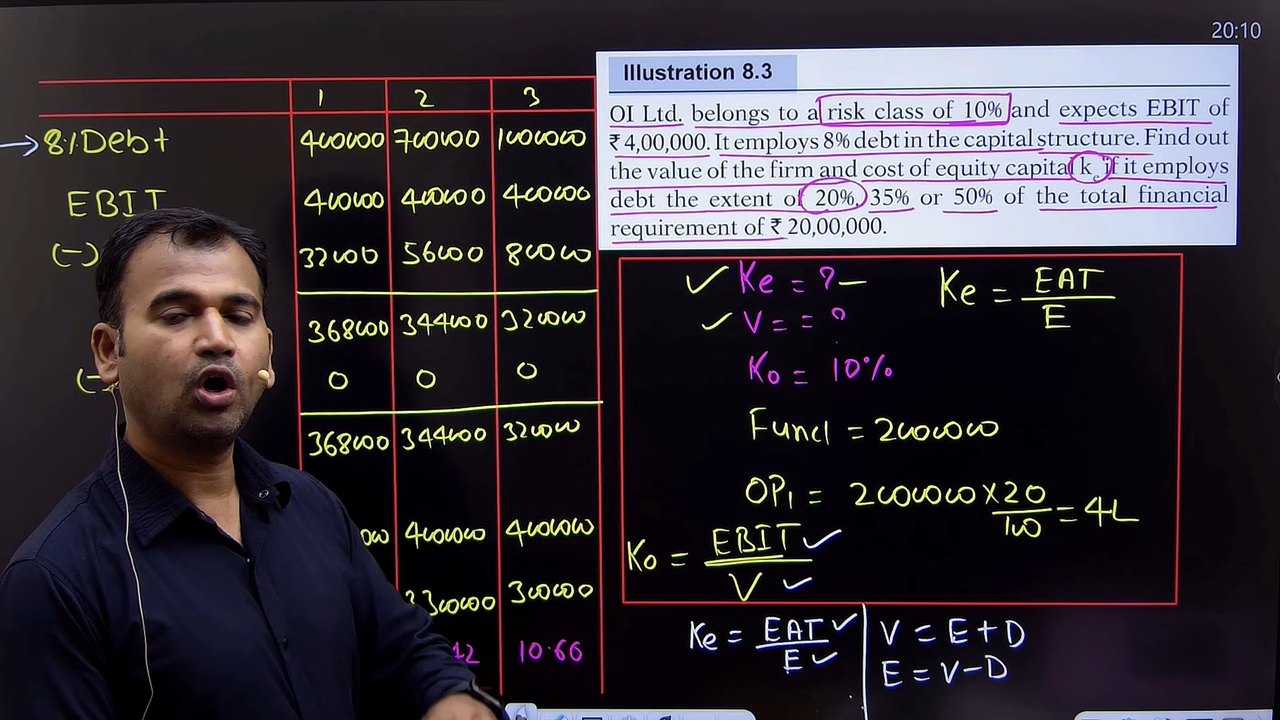 20:10
1 2 3
8%Debt 400000 700000 1000000
EBIT 400000 400000 400000
(-) 32000 56000 80000
368000 344000 320000
0 0 0
368000 344000 320000
400000 400000
3300000 300000
10.66
Illustration 8.3
OI Ltd. belongs to a risk class of 10% and expects EBIT of
₹ 4,00,000. It employs 8% debt in the capital structure. Find out
the value of the firm and cost of equity capital k
if it employs
debt the extent of 20%, 35% or 50% of the total financial
requirement of ₹ 20,00,000.
Ke = ?
V = = ?
Ke = EAT
E
Ko = 10%
Fund = 2000000
OP1 = 2000000 × 20 = 4L
100
Ko = EBIT
V
Ke = EAT
E
V = E+D
E = V-D